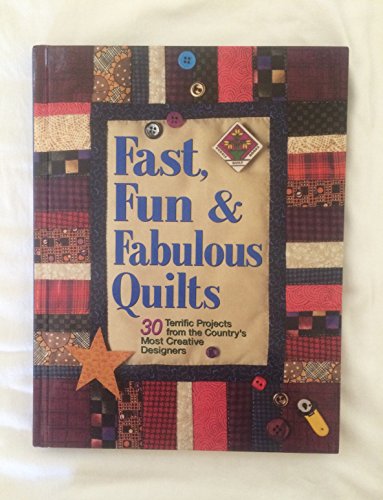 Fast,
Fun &
Fabulous
Quilts
30 Terrific Projects
from the Country's
Most Creative
Designers